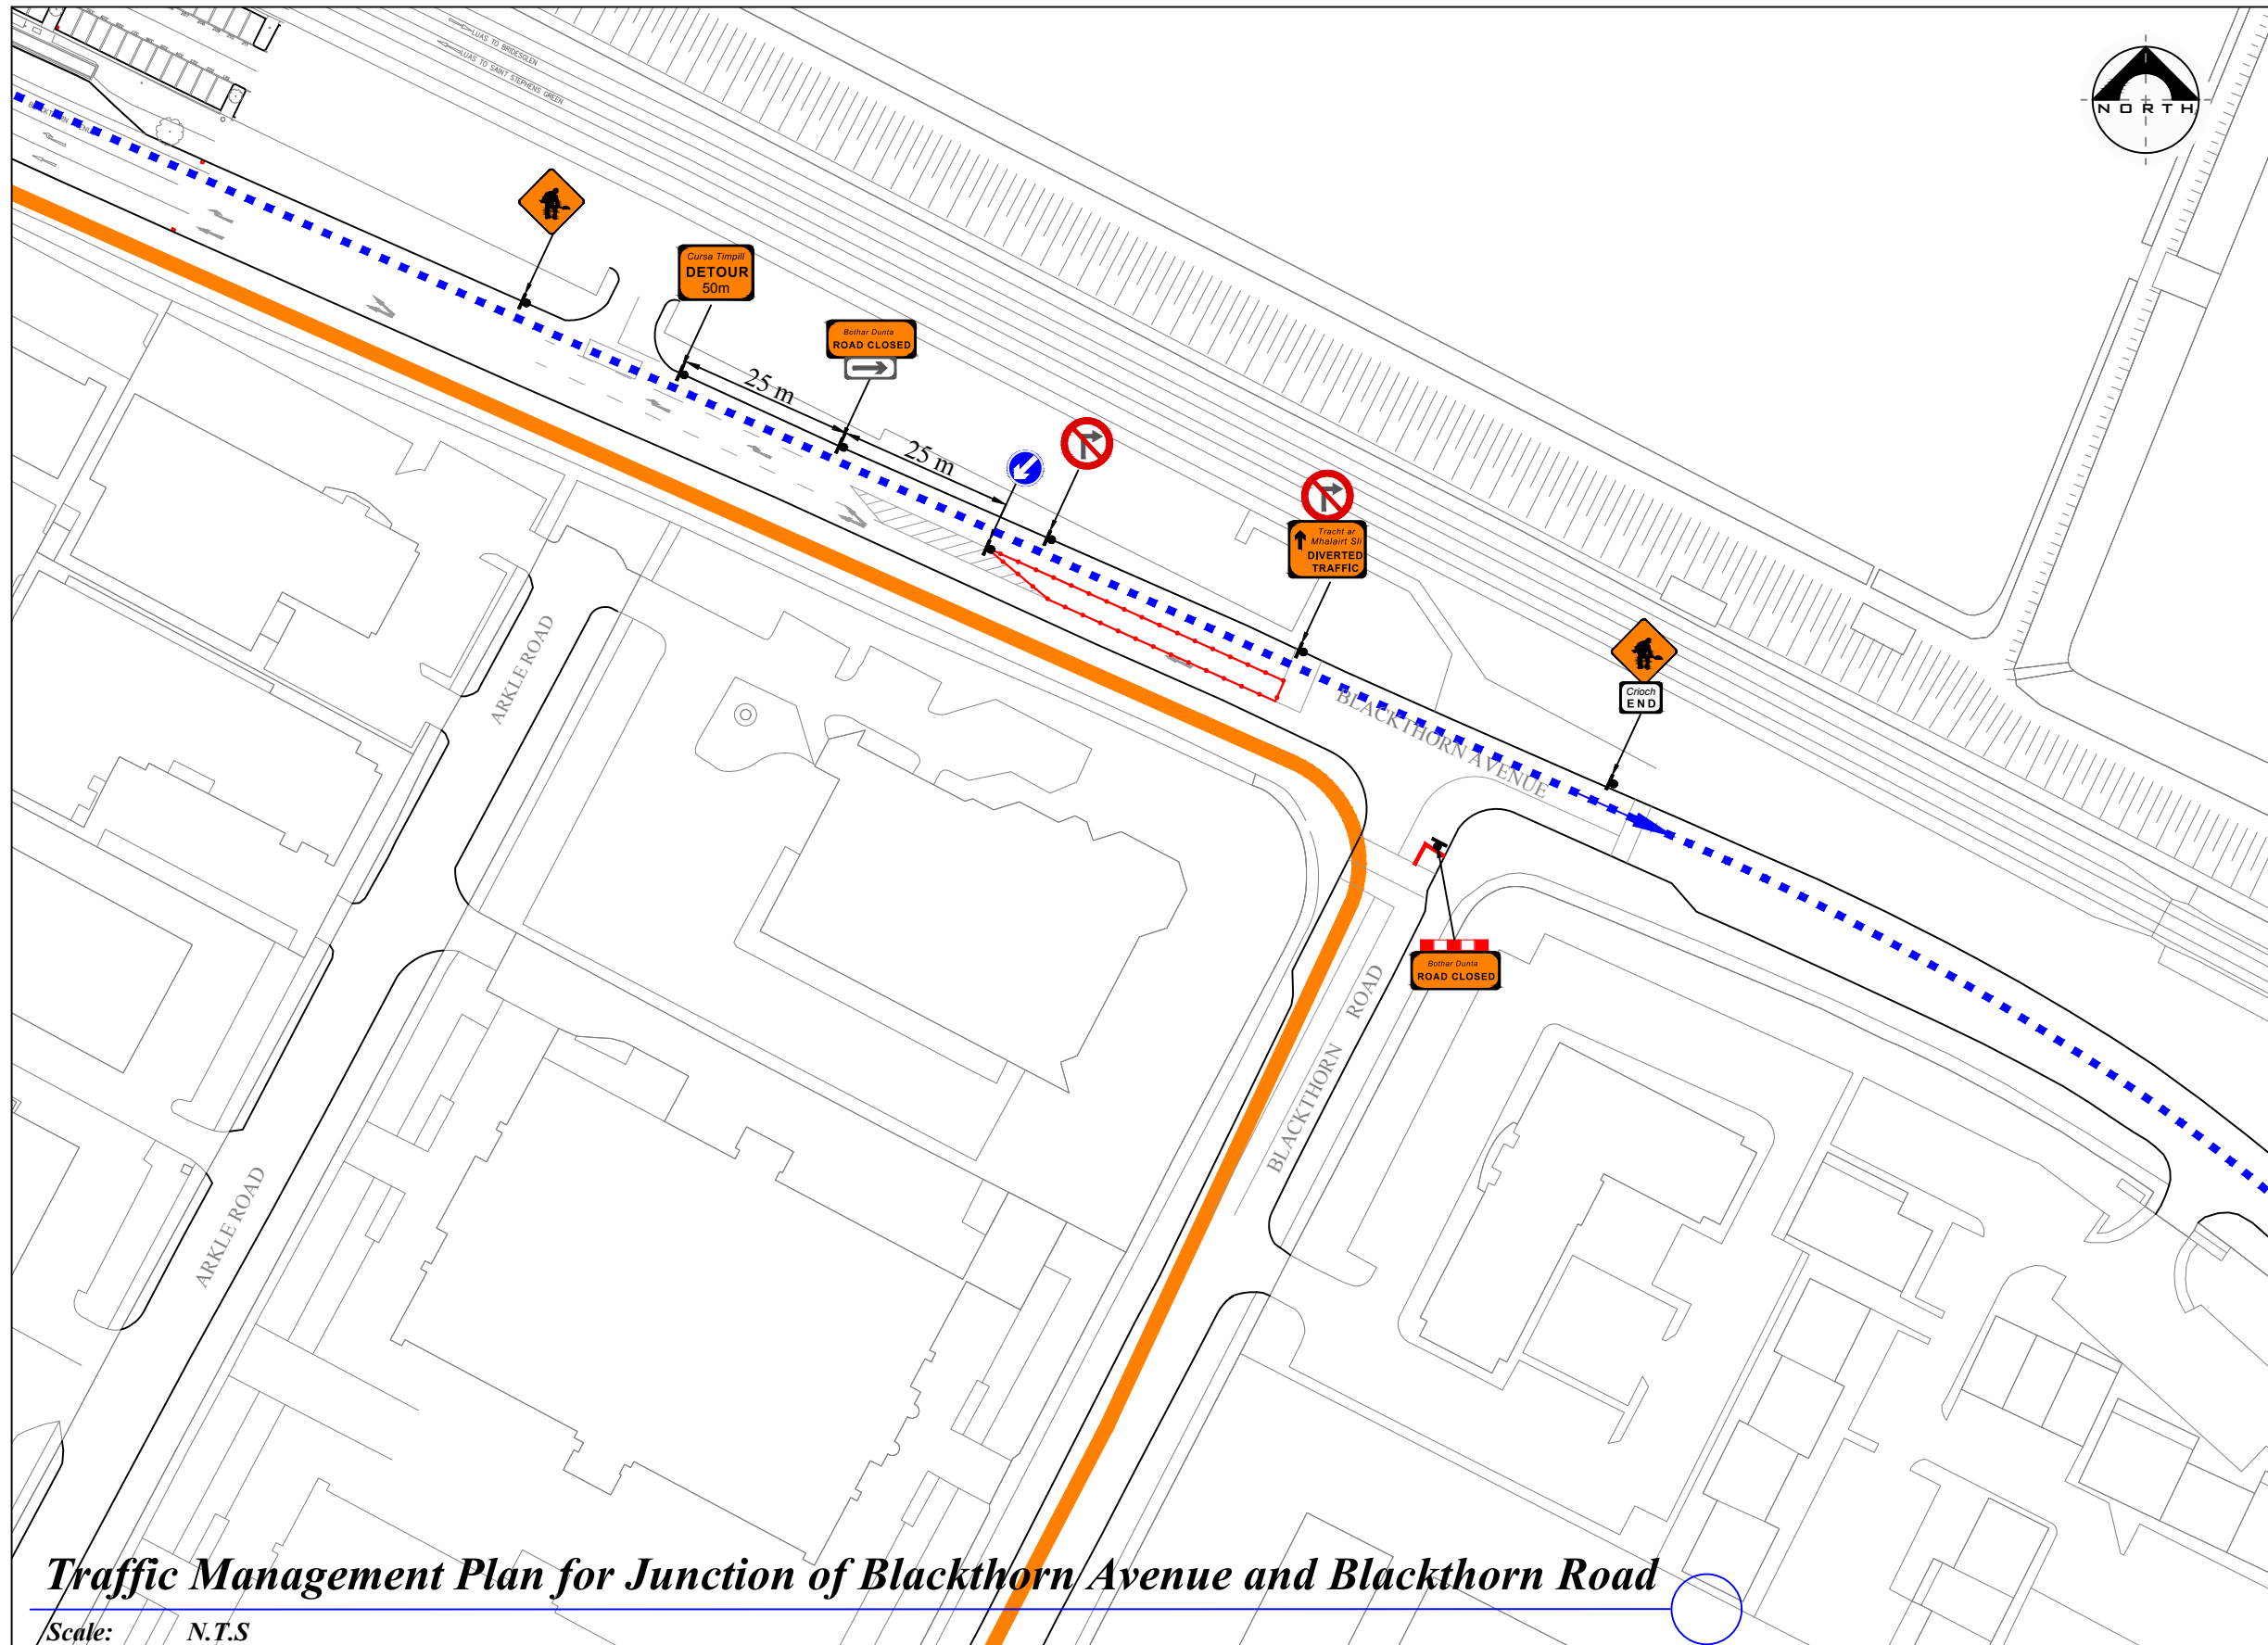 LUAS TO BRIDESGLEN
LUAS TO SAINT STEPHENS GREEN
NORTH
Cursa Timpill
DETOUR
50m
Bothar Dunta
ROAD CLOSED
25 m
25 m
Tracht ar
Mhalairt Sli
DIVERTED
TRAFFIC
Crioch
END
BLACKTHORN AVENUE
ARKLE ROAD
Bothar Dunta
ROAD CLOSED
BLACKTHORN ROAD
ARKLE ROAD
Traffic Management Plan for Junction of Blackthorn Avenue and Blackthorn Road
Scale: N.T.S